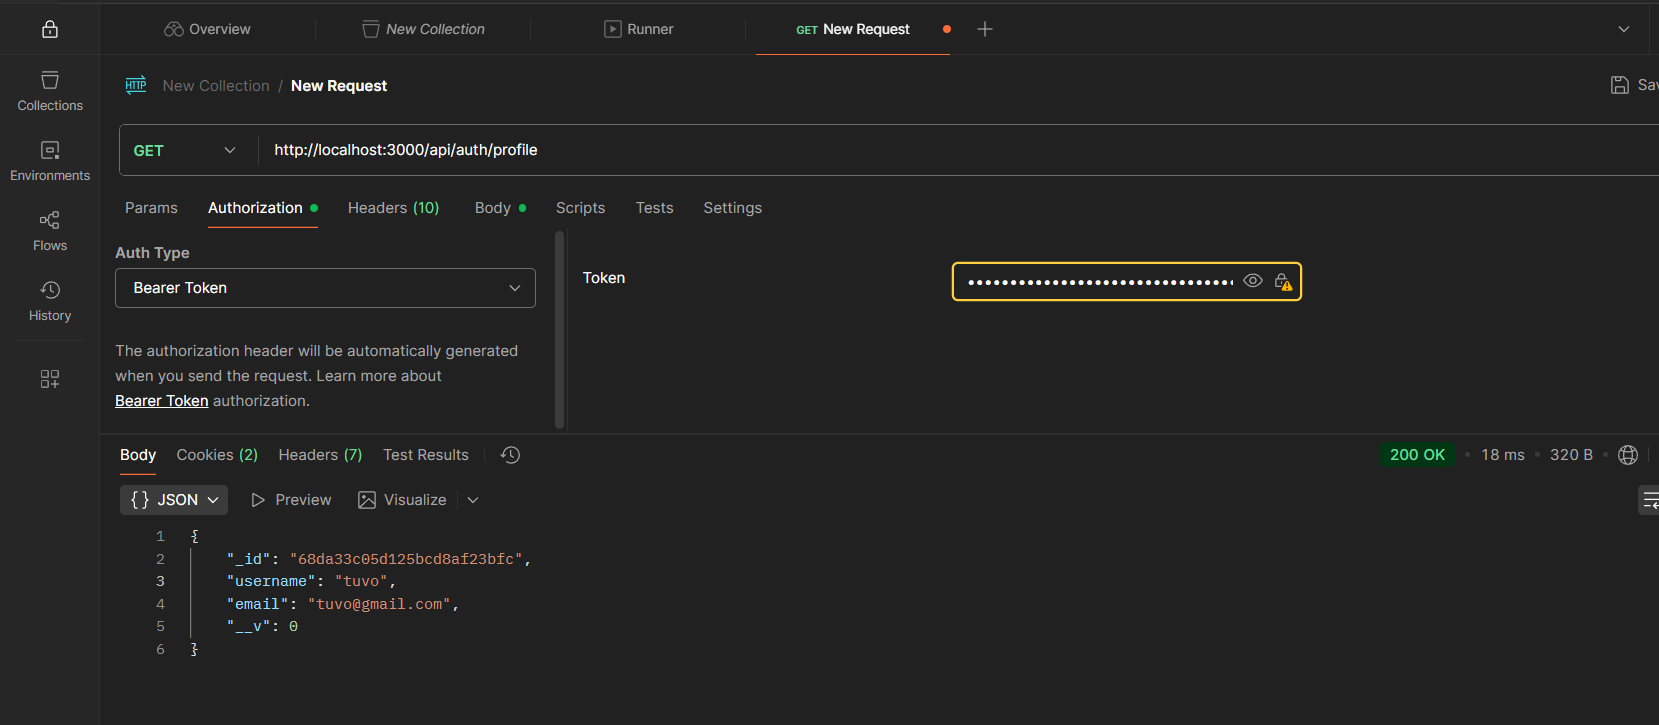 Overview
New Collection
Runner
GET New Request
Collections
Environments
Flows
History
HTTP New Collection / New Request
GET http://localhost:3000/api/auth/profile
Params Authorization Headers (10) Body Scripts Tests Settings
Auth Type
Bearer Token
The authorization header will be automatically generated
when you send the request. Learn more about
Bearer Token authorization.
Token
Body Cookies (2) Headers (7) Test Results
200 OK • 18 ms • 320 B
{} JSON Preview Visualize
1 {
2 "_id": "68da33c05d125bcd8af23bfc",
3 "username": "tuvo",
4 "email": "tuvo@gmail.com",
5 "__v": 0
6 }